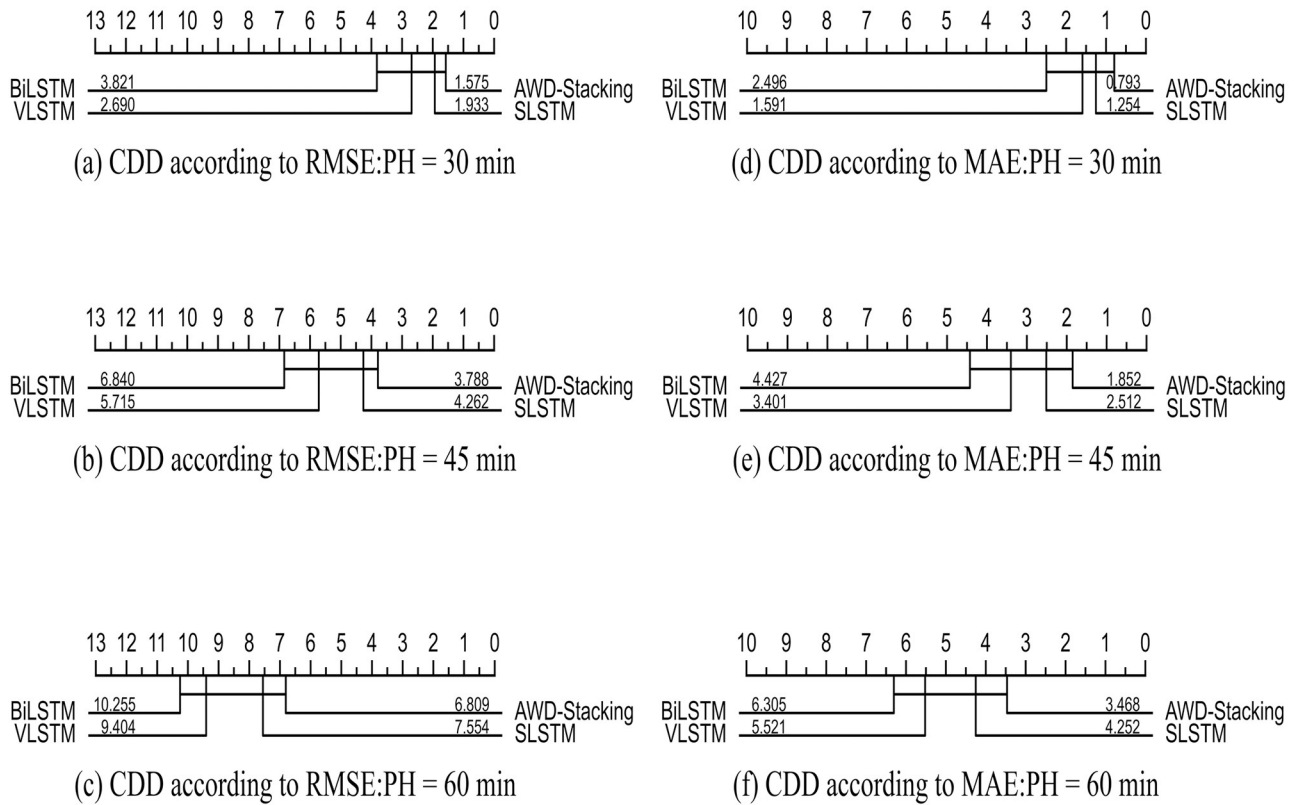 13 12 11 10 9 8 7 6 5 4 3 2 1 0
BiLSTM 3.821 1.575 AWD-Stacking
VLSTM 2.690 1.933 SLSTM
(a) CDD according to RMSE:PH = 30 min
10 9 8 7 6 5 4 3 2 1 0
BiLSTM 2.496 0.793 AWD-Stacking
VLSTM 1.591 1.254 SLSTM
(d) CDD according to MAE:PH = 30 min
13 12 11 10 9 8 7 6 5 4 3 2 1 0
BiLSTM 6.840 3.788 AWD-Stacking
VLSTM 5.715 4.262 SLSTM
(b) CDD according to RMSE:PH = 45 min
10 9 8 7 6 5 4 3 2 1 0
BiLSTM 4.427 1.852 AWD-Stacking
VLSTM 3.401 2.512 SLSTM
(e) CDD according to MAE:PH = 45 min
13 12 11 10 9 8 7 6 5 4 3 2 1 0
BiLSTM 10.255 6.809 AWD-Stacking
VLSTM 9.404 7.554 SLSTM
(c) CDD according to RMSE:PH = 60 min
10 9 8 7 6 5 4 3 2 1 0
BiLSTM 6.305 3.468 AWD-Stacking
VLSTM 5.521 4.252 SLSTM
(f) CDD according to MAE:PH = 60 min